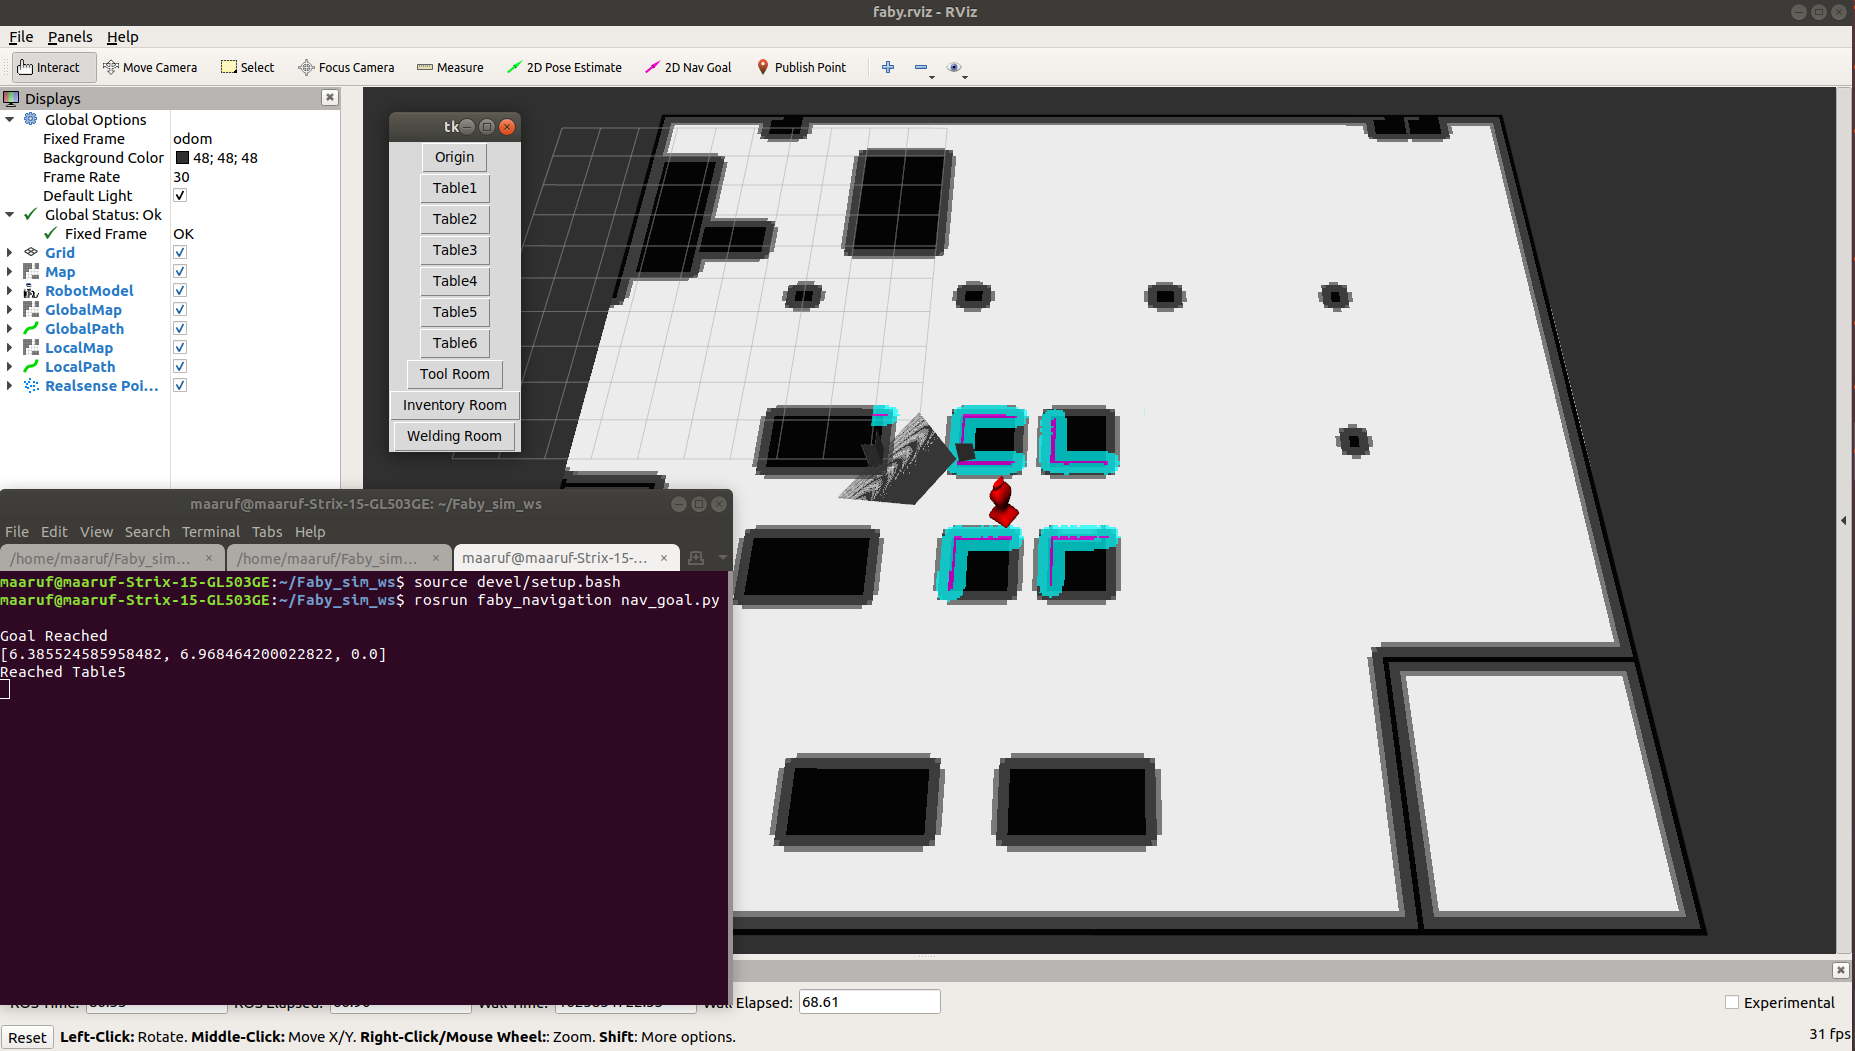 faby.rviz - RViz
File Panels Help
Interact Move Camera Select Focus Camera Measure 2D Pose Estimate 2D Nav Goal Publish Point
Displays
Global Options
Fixed Frame odom
Background Color 48; 48; 48
Frame Rate 30
Default Light
Global Status: Ok
Fixed Frame OK
Grid
Map
RobotModel
GlobalMap
GlobalPath
LocalMap
LocalPath
Realsense Poi...
tk
Origin
Table1
Table2
Table3
Table4
Table5
Table6
Tool Room
Inventory Room
Welding Room
maaruf@maaruf-Strix-15-GL503GE: ~/Faby_sim_ws
File Edit View Search Terminal Tabs Help
/home/maaruf/Faby_sim... /home/maaruf/Faby_sim... maaruf@maaruf-Strix-15-...
maaruf@maaruf-Strix-15-GL503GE:~/Faby_sim_ws$ source devel/setup.bash
maaruf@maaruf-Strix-15-GL503GE:~/Faby_sim_ws$ rosrun faby_navigation nav_goal.py
Goal Reached
[6.385524585958482, 6.968464200022822, 0.0]
Reached Table5
Elapsed: 68.61 Experimental
Reset Left-Click: Rotate. Middle-Click: Move X/Y. Right-Click/Mouse Wheel:: Zoom. Shift: More options. 31 fps